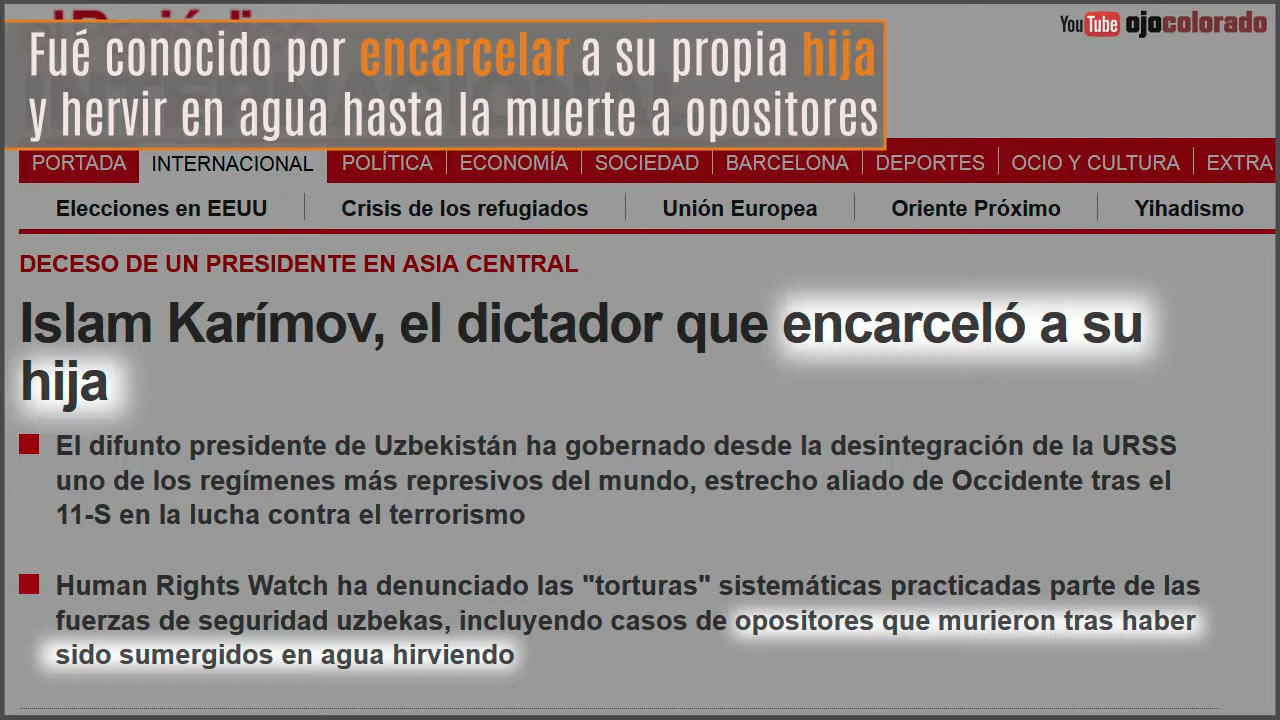 YouTube ojocolorado
Fué conocido por encarcelar a su propia hija
y hervir en agua hasta la muerte a opositores
PORTADA INTERNACIONAL POLÍTICA ECONOMÍA SOCIEDAD BARCELONA DEPORTES OCIO Y CULTURA EXTRA
Elecciones en EEUU Crisis de los refugiados Unión Europea Oriente Próximo Yihadismo
DECESO DE UN PRESIDENTE EN ASIA CENTRAL
Islam Karímov, el dictador que encarceló a su
hija
El difunto presidente de Uzbekistán ha gobernado desde la desintegración de la URSS
uno de los regímenes más represivos del mundo, estrecho aliado de Occidente tras el
11-S en la lucha contra el terrorismo
Human Rights Watch ha denunciado las "torturas" sistemáticas practicadas parte de las
fuerzas de seguridad uzbekas, incluyendo casos de opositores que murieron tras haber
sido sumergidos en agua hirviendo